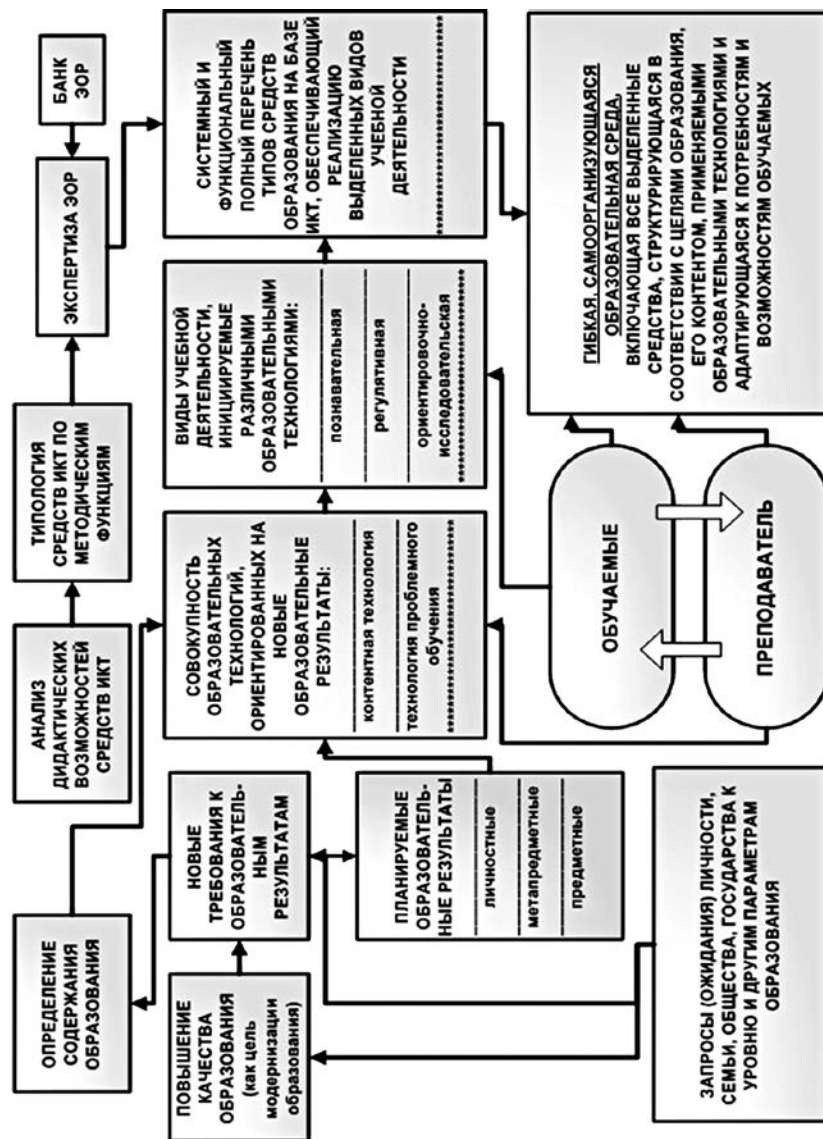 ОПРЕДЕЛЕНИЕ
СОДЕРЖАНИЯ
ОБРАЗОВАНИЯ
АНАЛИЗ
ДИДАКТИЧЕСКИХ
ВОЗМОЖНОСТЕЙ
СРЕДСТВ ИКТ
ТИПОЛОГИЯ
СРЕДСТВ ИКТ ПО
МЕТОДИЧЕСКИМ
ФУНКЦИЯМ
ЭКСПЕРТИЗА ЭОР
БАНК
ЭОР
ПОВЫШЕНИЕ
КАЧЕСТВА
ОБРАЗОВАНИЯ
(как цель
модернизации
образования)
НОВЫЕ
ТРЕБОВАНИЯ К
ОБРАЗОВАТЕЛЬ-
НЫМ
РЕЗУЛЬТАТАМ
ПЛАНИРУЕМЫЕ
ОБРАЗОВАТЕЛЬ-
НЫЕ РЕЗУЛЬТАТЫ
личностные
метапредметные
предметные
СОВОКУПНОСТЬ
ОБРАЗОВАТЕЛЬНЫХ
ТЕХНОЛОГИЙ,
ОРИЕНТИРОВАННЫХ НА
НОВЫЕ
ОБРАЗОВАТЕЛЬНЫЕ
РЕЗУЛЬТАТЫ:
контентная технология
технология проблемного
обучения
ВИДЫ УЧЕБНОЙ
ДЕЯТЕЛЬНОСТИ,
ИНИЦИИРУЕМЫЕ
РАЗЛИЧНЫМИ
ОБРАЗОВАТЕЛЬНЫМИ
ТЕХНОЛОГИЯМИ:
познавательная
регулятивная
ориентировочно-
исследовательская
СИСТЕМНЫЙ И
ФУНКЦИОНАЛЬНЫЙ
ПОЛНЫЙ ПЕРЕЧЕНЬ
ТИПОВ СРЕДСТВ
ОБРАЗОВАНИЯ НА БАЗЕ
ИКТ, ОБЕСПЕЧИВАЮЩИЙ
РЕАЛИЗАЦИЮ
ВЫДЕЛЕННЫХ ВИДОВ
УЧЕБНОЙ
ДЕЯТЕЛЬНОСТИ
ЗАПРОСЫ (ОЖИДАНИЯ) ЛИЧНОСТИ,
СЕМЬИ, ОБЩЕСТВА, ГОСУДАРСТВА К
УРОВНЮ И ДРУГИМ ПАРАМЕТРАМ
ОБРАЗОВАНИЯ
ОБУЧАЕМЫЕ
ПРЕПОДАВАТЕЛЬ
ГИБКАЯ, САМООРГАНИЗУЮЩАЯСЯ
ОБРАЗОВАТЕЛЬНАЯ СРЕДА,
ВКЛЮЧАЮЩАЯ ВСЕ ВЫДЕЛЕННЫЕ
СРЕДСТВА, СТРУКТУРИРУЮЩАЯСЯ В
СООТВЕТСТВИИ С ЦЕЛЯМИ ОБРАЗОВАНИЯ,
ЕГО КОНТЕНТОМ, ПРИМЕНЯЕМЫМИ
ОБРАЗОВАТЕЛЬНЫМИ ТЕХНОЛОГИЯМИ И
АДАПТИРУЮЩАЯСЯ К ПОТРЕБНОСТЯМ И
ВОЗМОЖНОСТЯМ ОБУЧАЕМЫХ